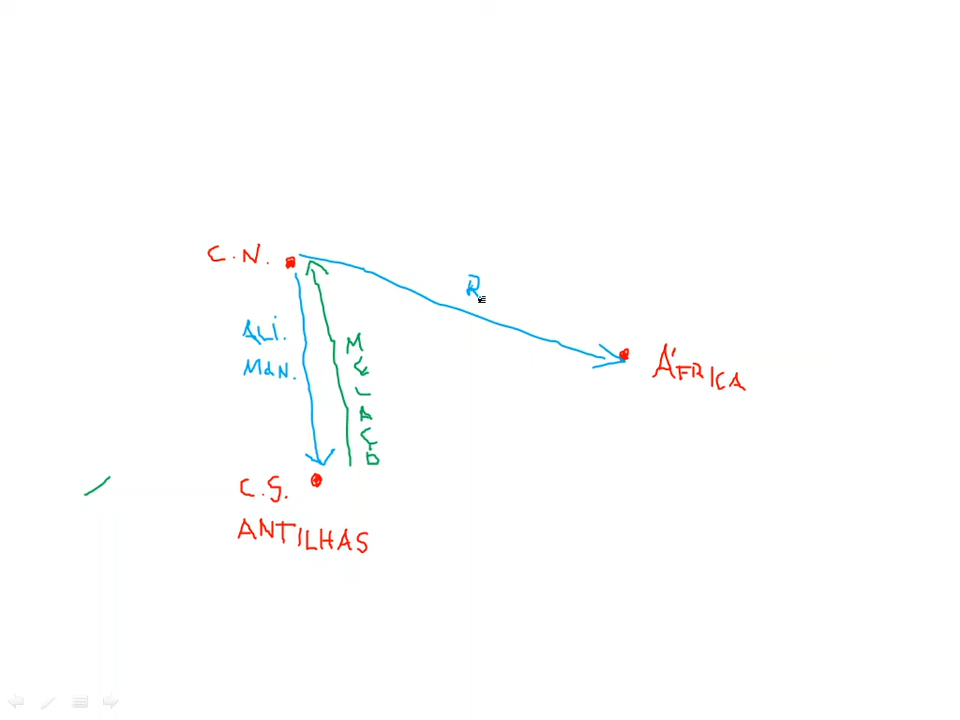 C.N.
R
ALI.
MAN.
MELAÇO
ÁFRICA
C.S.
ANTILHAS